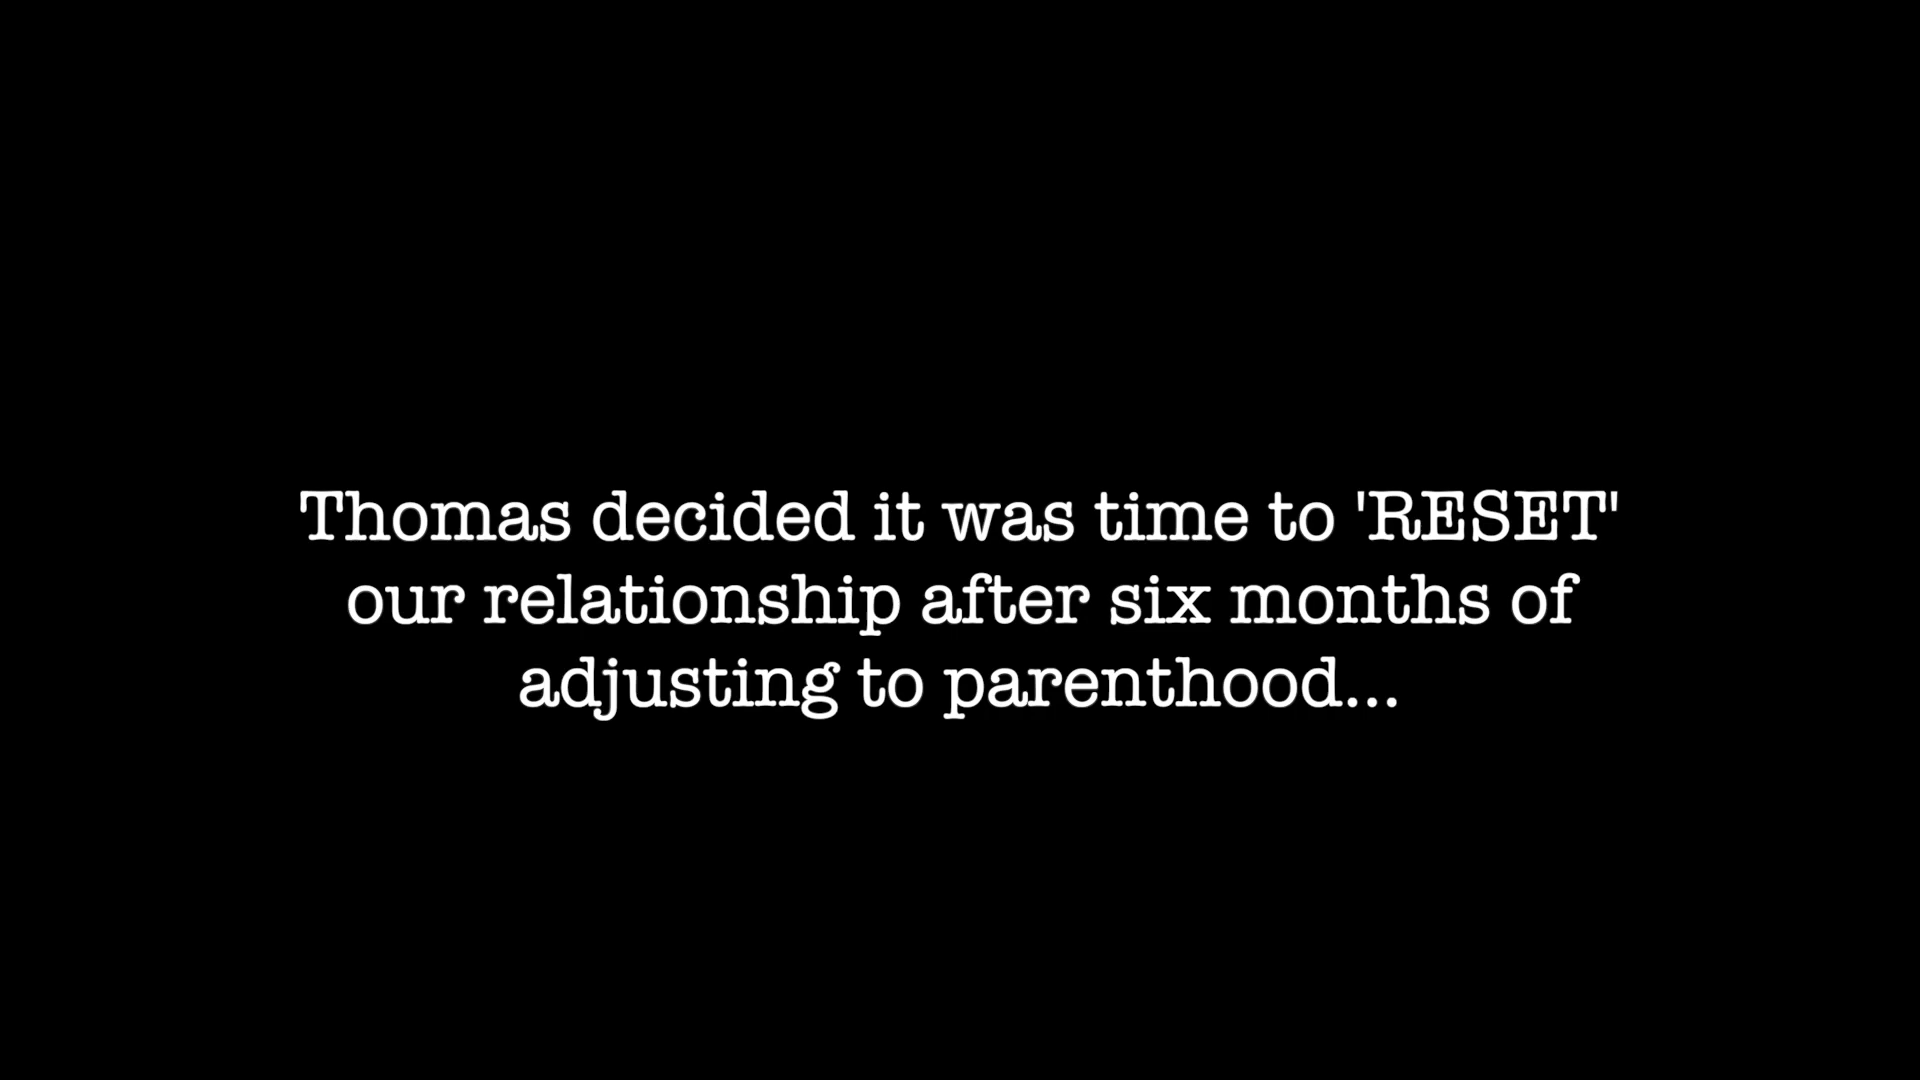 Thomas decided it was time to 'RESET'
our relationship after six months of
adjusting to parenthood...